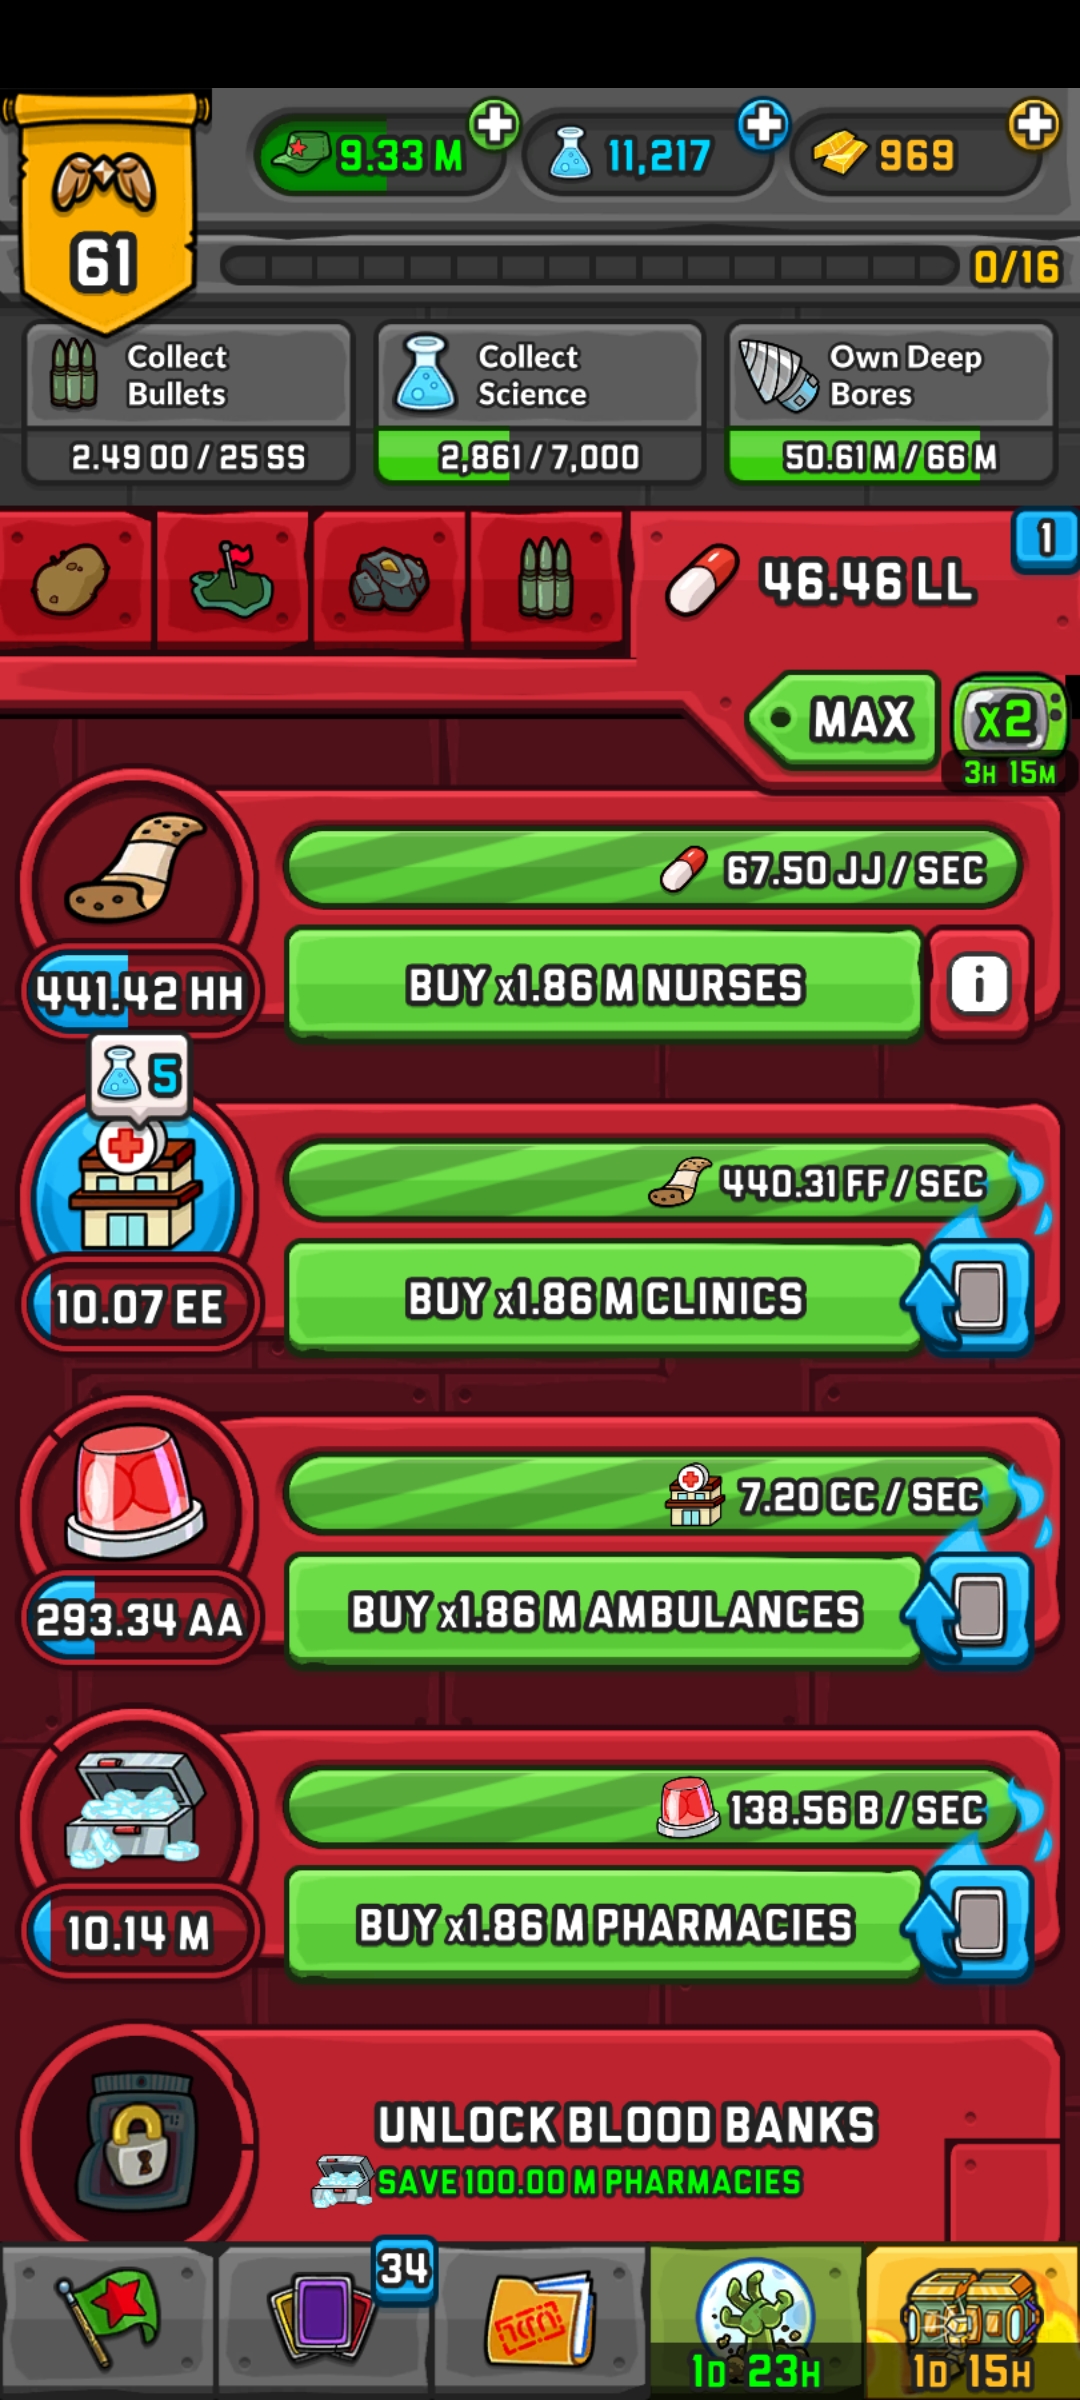 9.33 M
11,217
969
61
0/16
Collect Bullets
2.49 OO / 25 SS
Collect Science
2,861 / 7,000
Own Deep Bores
50.61 M / 66 M
46.46 LL
1
MAX
x2
3H 15M
67.50 JJ / SEC
441.42 HH
BUY x1.86 M NURSES
i
5
440.31 FF / SEC
10.07 EE
BUY x1.86 M CLINICS
7.20 CC / SEC
293.34 AA
BUY x1.86 M AMBULANCES
138.56 B / SEC
10.14 M
BUY x1.86 M PHARMACIES
UNLOCK BLOOD BANKS
SAVE 100.00 M PHARMACIES
34
1D 23H
1D 15H